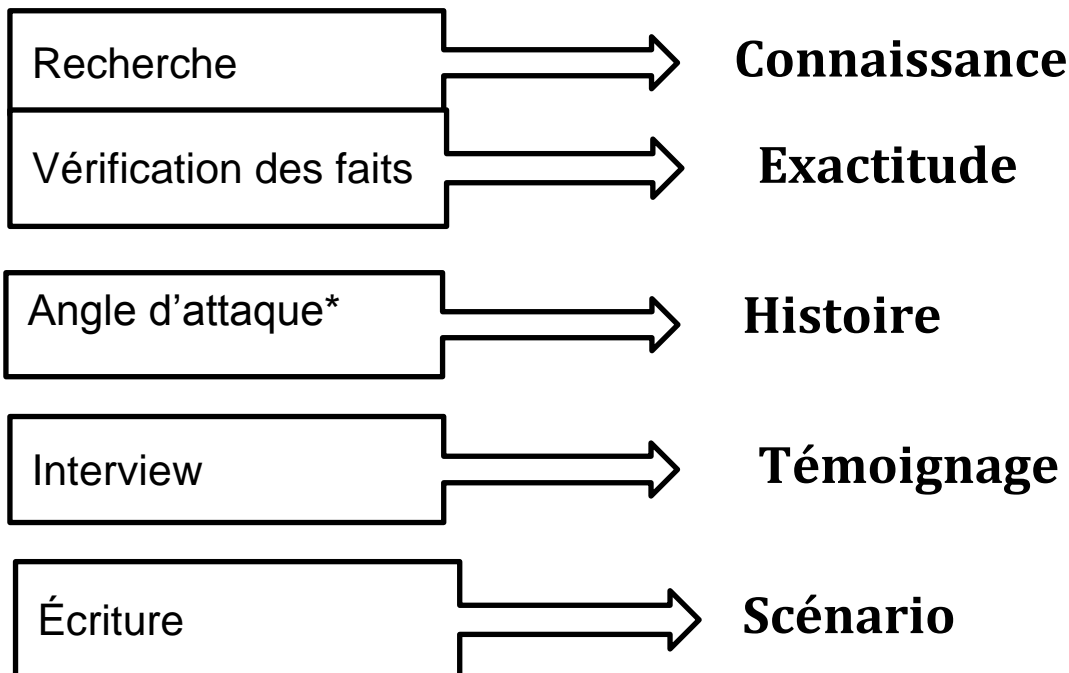 Recherche Connaissance
Vérification des faits Exactitude
Angle d’attaque* Histoire
Interview Témoignage
Écriture Scénario